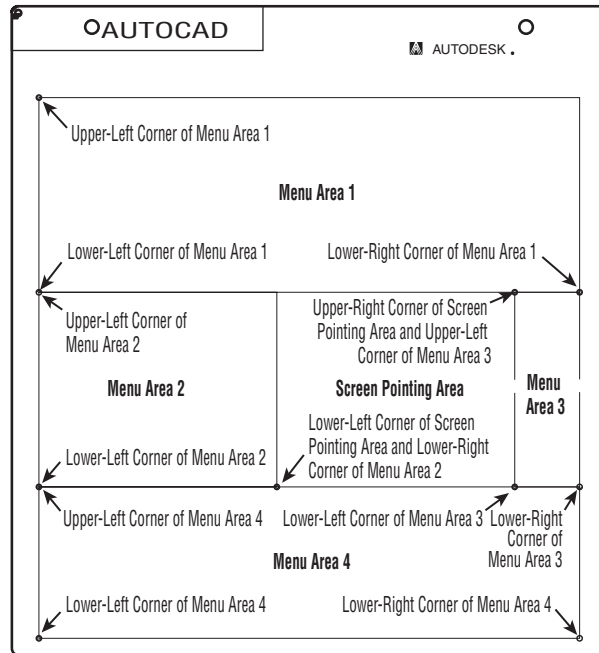 AUTOCAD
AUTODESK.
Upper-Left Corner of Menu Area 1
Menu Area 1
Lower-Left Corner of Menu Area 1
Lower-Right Corner of Menu Area 1
Upper-Left Corner of
Menu Area 2
Upper-Right Corner of Screen
Pointing Area and Upper-Left
Corner of Menu Area 3
Menu Area 2
Screen Pointing Area
Menu
Area 3
Lower-Left Corner of Screen
Pointing Area and Lower-Right
Corner of Menu Area 2
Lower-Left Corner of Menu Area 2
Upper-Left Corner of Menu Area 4
Lower-Left Corner of Menu Area 3
Lower-Right
Corner of
Menu Area 3
Menu Area 4
Lower-Left Corner of Menu Area 4
Lower-Right Corner of Menu Area 4